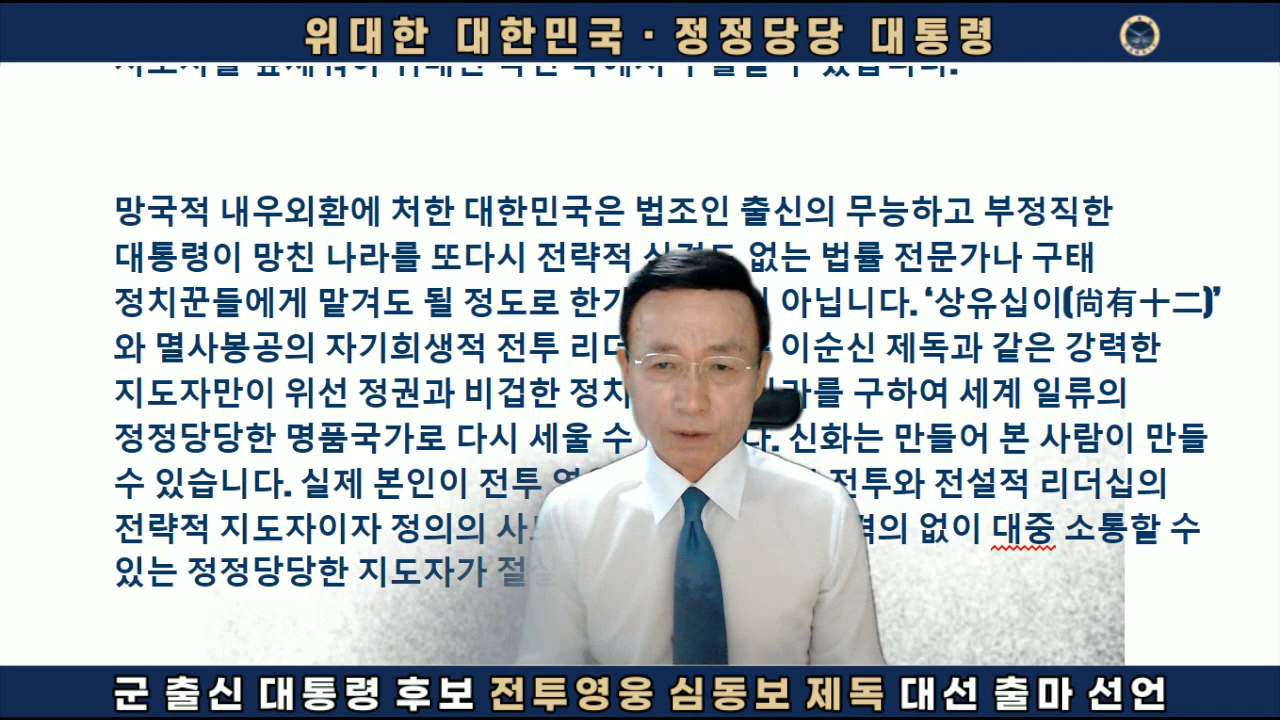 위대한 대한민국 · 정정당당 대통령
망국적 내우외환에 처한 대한민국은 법조인 출신의 무능하고 부정직한
대통령이 망친 나라를 또다시 전략적 없는 법률 전문가나 구태
정치꾼들에게 맡겨도 될 정도로 아닙니다. ‘상유십이(尙有十二)’
와 멸사봉공의 자기희생적 전투 이순신 제독과 같은 강력한
지도자만이 위선 정권과 비겁한 구하여 세계 일류의
정정당당한 명품국가로 다시 세울 수 신화는 만들어 본 사람이 만들
수 있습니다. 실제 본인이 전투 전투와 전설적 리더십의
전략적 지도자이자 정의의 없이 대중 소통할 수
있는 정정당당한 지도자가
군 출신 대통령 후보 전투영웅 심동보 제독 대선 출마 선언